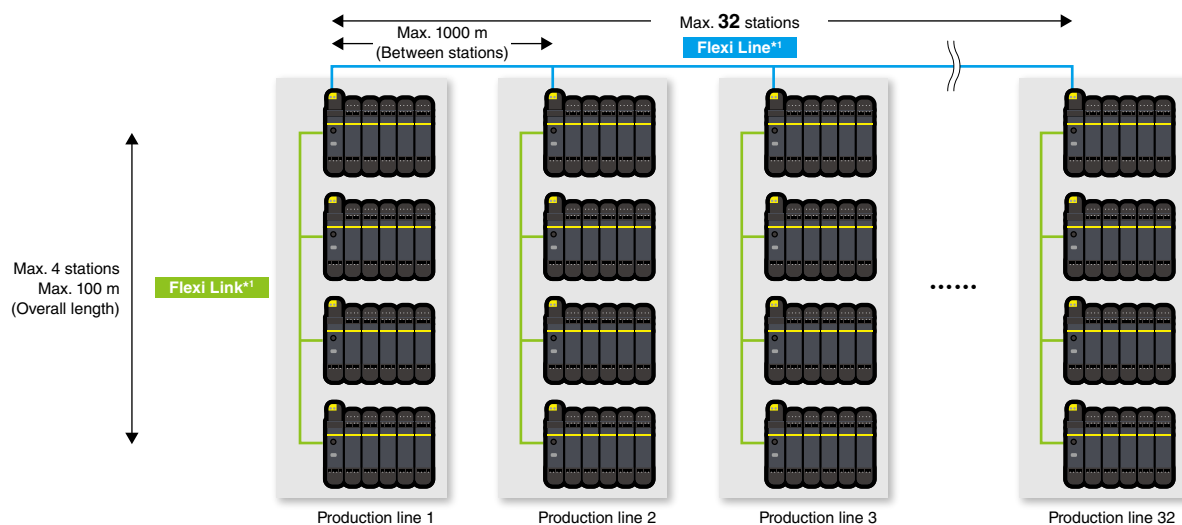 Max. 32 stations
Max. 1000 m
(Between stations)
Flexi Line*1
Max. 4 stations
Max. 100 m
(Overall length)
Flexi Link*1
......
Production line 1
Production line 2
Production line 3
Production line 32